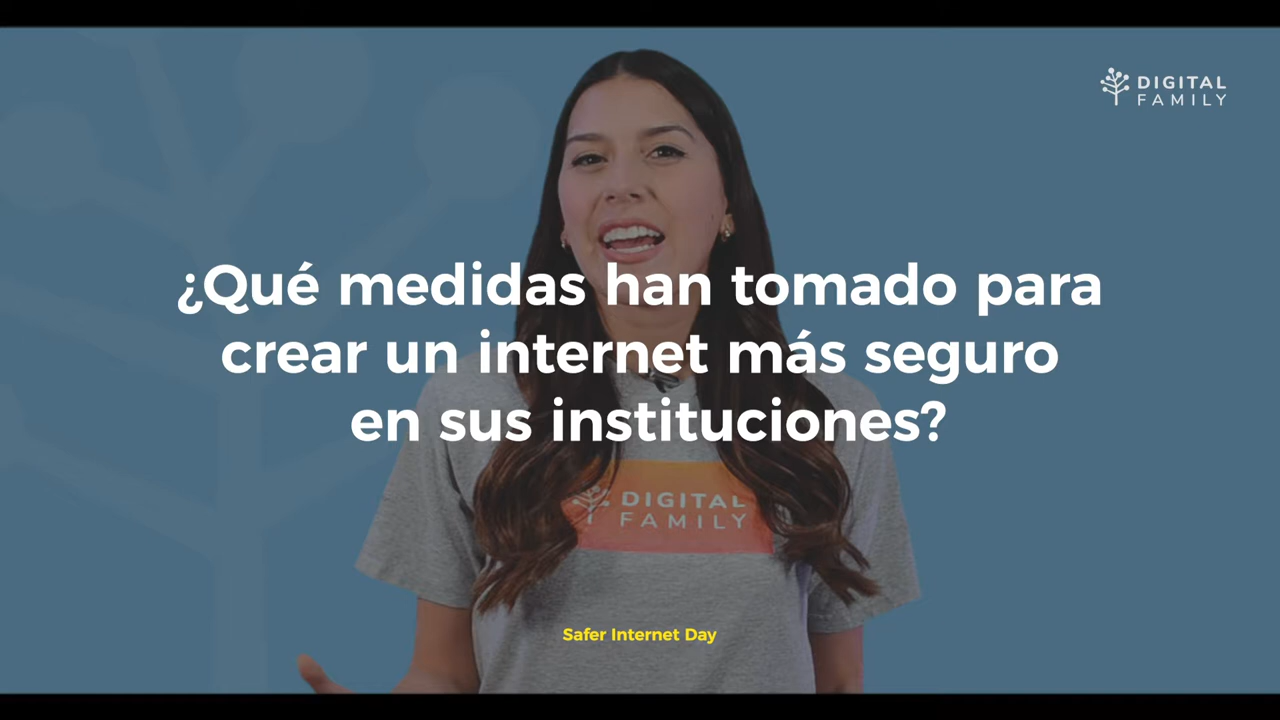 DIGITAL
FAMILY
¿Qué medidas han tomado para
crear un internet más seguro
en sus instituciones?
DIGITAL
FAMILY
Safer Internet Day